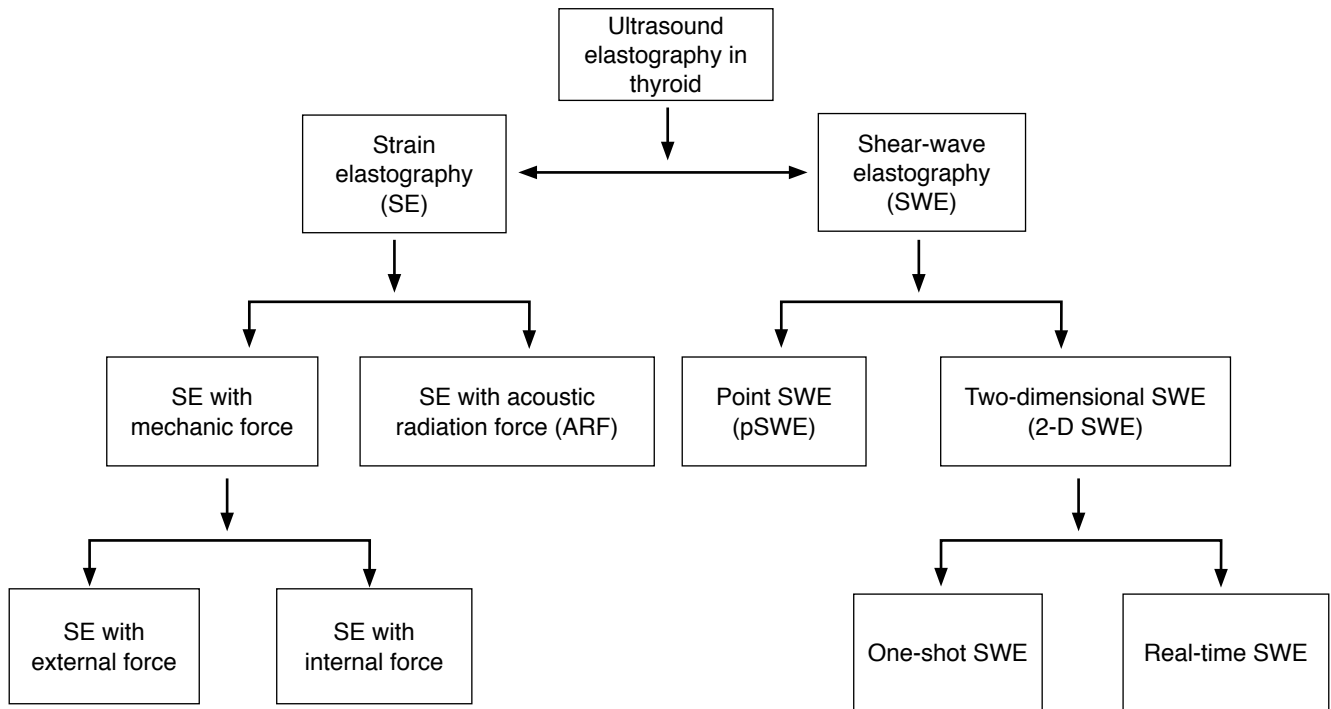 Ultrasound
elastography in
thyroid
Strain
elastography
(SE)
Shear-wave
elastography
(SWE)
SE with
mechanic force
SE with acoustic
radiation force (ARF)
Point SWE
(pSWE)
Two-dimensional SWE
(2-D SWE)
SE with
external force
SE with
internal force
One-shot SWE
Real-time SWE